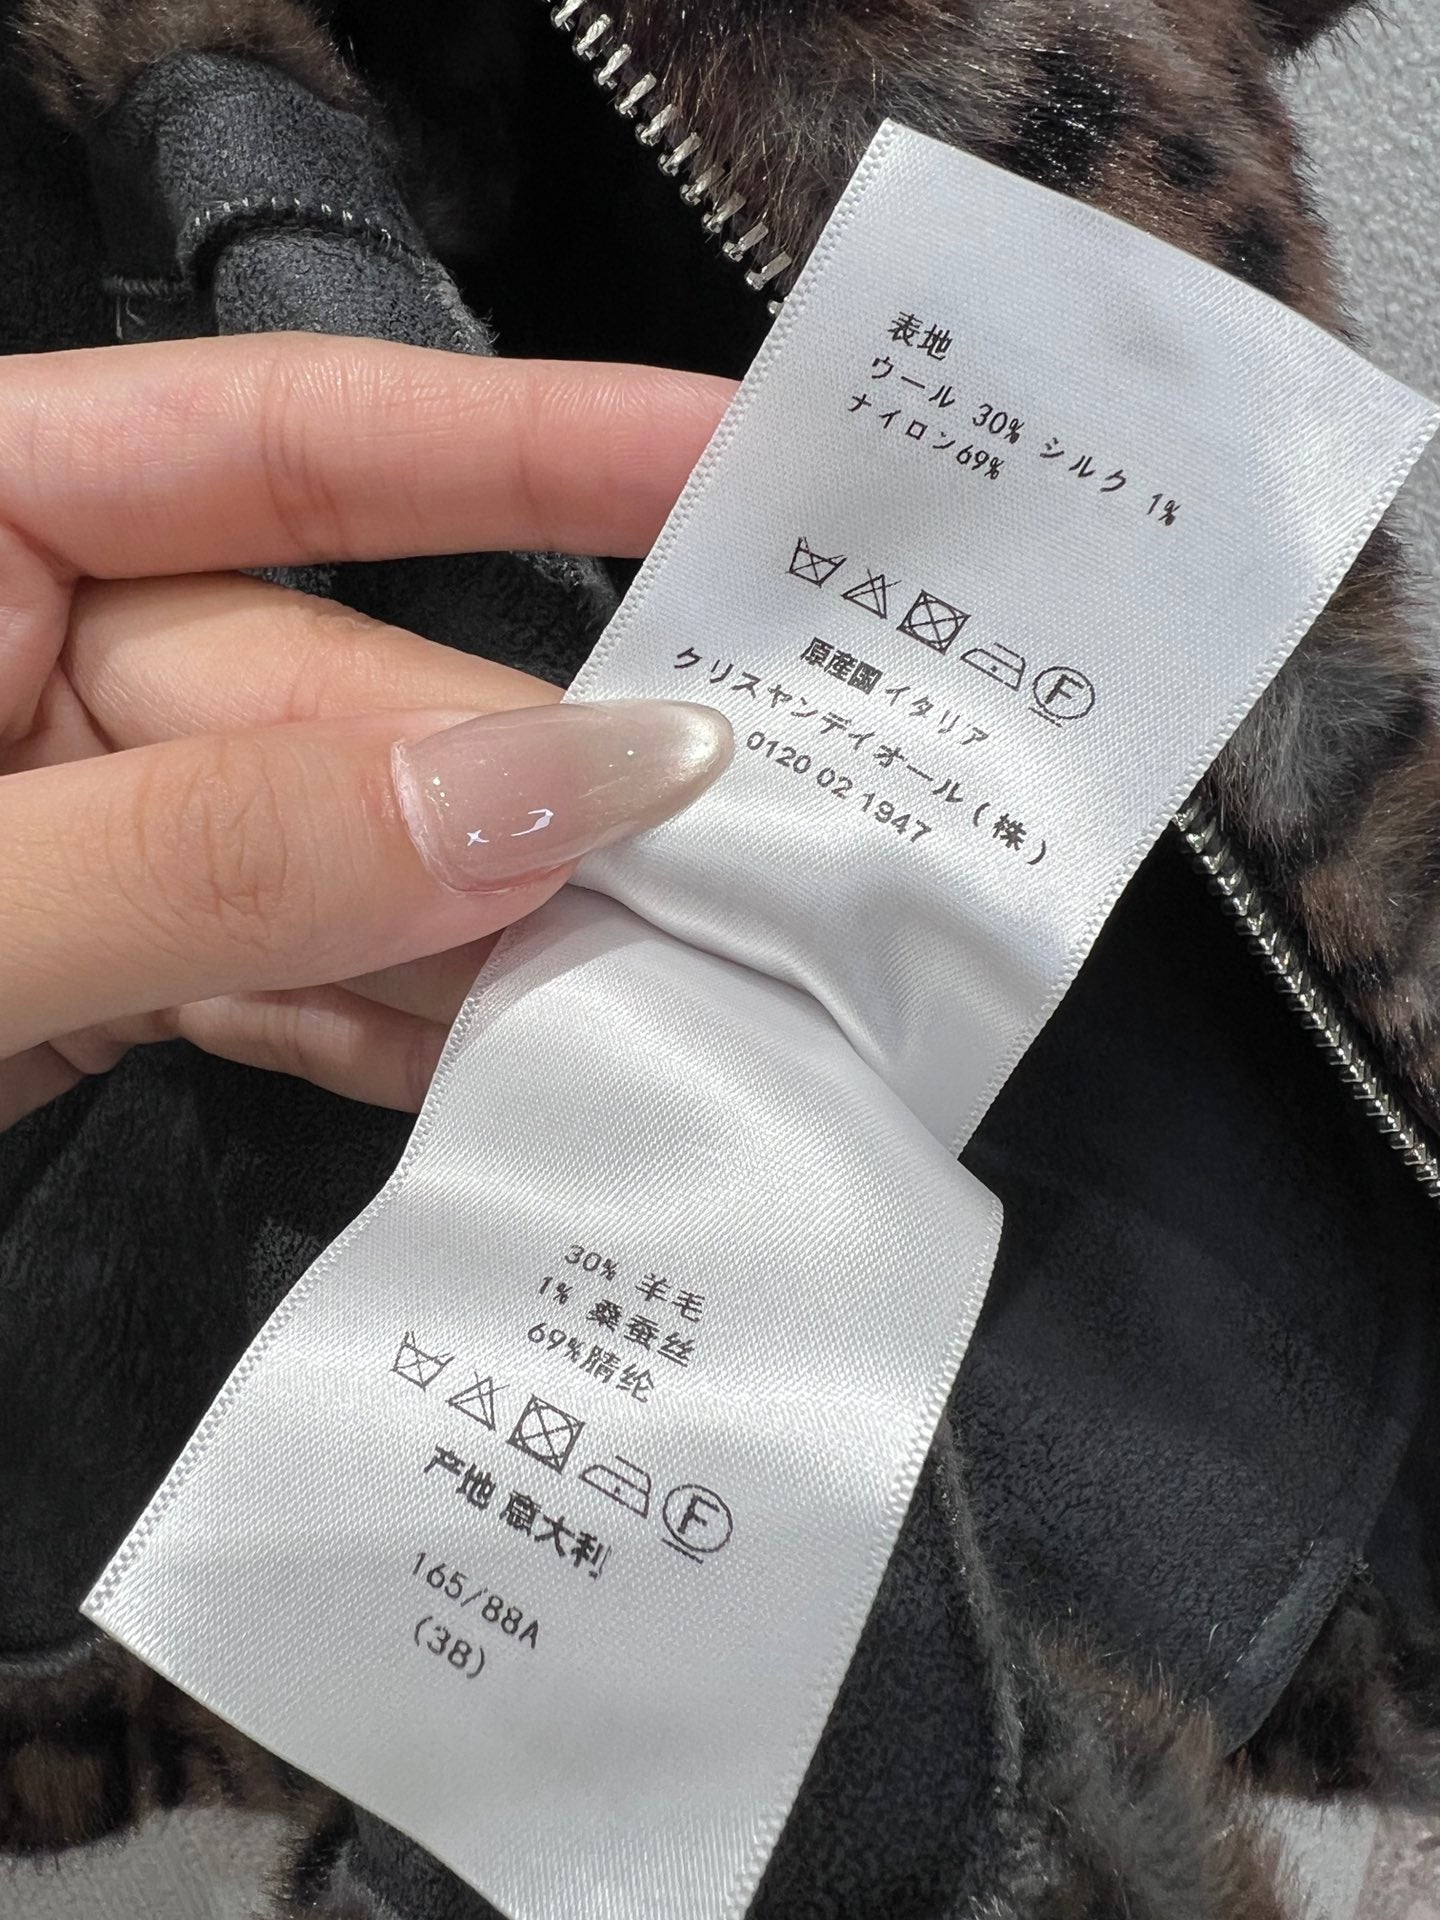 表地
ウール 30% シルク 1%
ナイロン69%
F
原産國 イタリア
クリスヤンディオール(株)
0120 02 1947
30% 羊毛
1% 桑蚕丝
69%腈纶
F
产地 意大利
165/88A
(38)